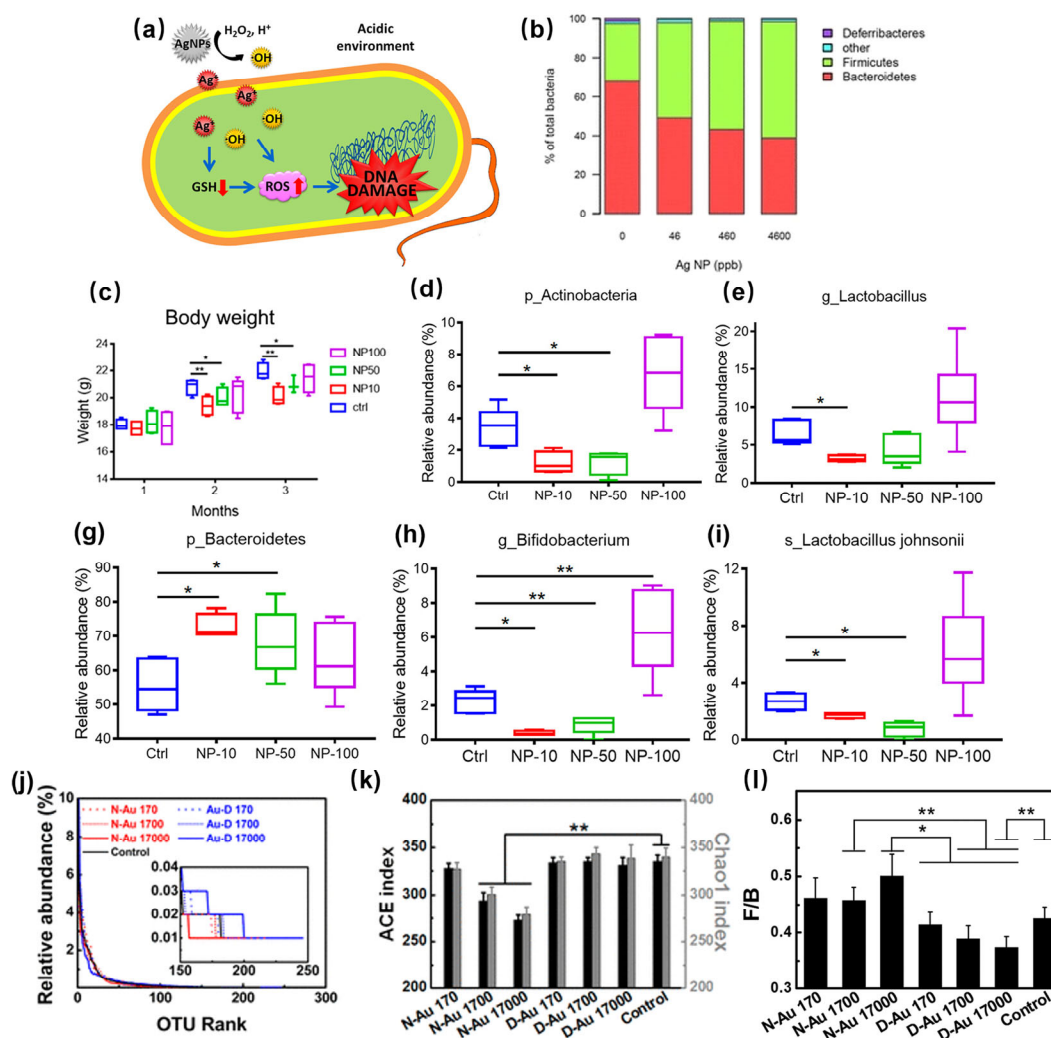 (a)
AgNPs
H₂O₂, H⁺
·OH
Acidic
environment
Ag⁺
Ag⁺
Ag⁺
·OH
·OH
GSH
ROS
DNA
DAMAGE
(b)
% of total bacteria
100
80
60
40
20
0
0 46 460 4600
Ag NP (ppb)
Deferribacteres
other
Firmicutes
Bacteroidetes
(c)
Body weight
Weight (g)
24
22
20
18
16
14
* ** * **
1 2 3
Months
NP100
NP50
NP10
ctrl
(d)
p_Actinobacteria
Relative abundance (%)
10
8
6
4
2
0
*
*
Ctrl NP-10 NP-50 NP-100
(e)
g_Lactobacillus
Relative abundance (%)
20
15
10
5
0
*
Ctrl NP-10 NP-50 NP-100
(g)
p_Bacteroidetes
Relative abundance (%)
90
80
70
60
50
40
*
*
Ctrl NP-10 NP-50 NP-100
(h)
g_Bifidobacterium
Relative abundance (%)
10
8
6
4
2
0
**
**
*
Ctrl NP-10 NP-50 NP-100
(i)
s_Lactobacillus johnsonii
Relative abundance (%)
12
8
4
0
*
*
Ctrl NP-10 NP-50 NP-100
(j)
Relative abundance (%)
10
8
6
4
2
0
N-Au 170 Au-D 170
N-Au 1700 Au-D 1700
N-Au 17000 Au-D 17000
Control
0.04
0.03
0.02
0.01
150 200 250
0 100 200 300
OTU Rank
(k)
ACE index
400
350
300
250
200
**
400
350
300
250
200
Chao1 index
N-Au 170 N-Au 1700 N-Au 17000 D-Au 170 D-Au 1700 D-Au 17000 Control
(l)
F/B
0.6
0.5
0.4
0.3
** * **
N-Au 170 N-Au 1700 N-Au 17000 D-Au 170 D-Au 1700 D-Au 17000 Control